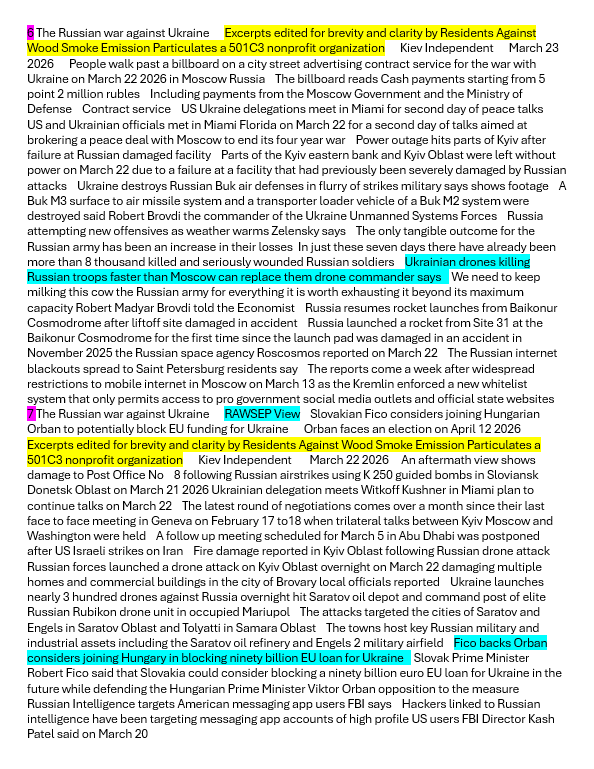 6 The Russian war against Ukraine Excerpts edited for brevity and clarity by Residents Against
Wood Smoke Emission Particulates a 501C3 nonprofit organization Kiev Independent March 23
2026 People walk past a billboard on a city street advertising contract service for the war with
Ukraine on March 22 2026 in Moscow Russia The billboard reads Cash payments starting from 5
point 2 million rubles Including payments from the Moscow Government and the Ministry of
Defense Contract service US Ukraine delegations meet in Miami for second day of peace talks
US and Ukrainian officials met in Miami Florida on March 22 for a second day of talks aimed at
brokering a peace deal with Moscow to end its four year war Power outage hits parts of Kyiv after
failure at Russian damaged facility Parts of the Kyiv eastern bank and Kyiv Oblast were left without
power on March 22 due to a failure at a facility that had previously been severely damaged by Russian
attacks Ukraine destroys Russian Buk air defenses in flurry of strikes military says shows footage A
Buk M3 surface to air missile system and a transporter loader vehicle of a Buk M2 system were
destroyed said Robert Brovdi the commander of the Ukraine Unmanned Systems Forces Russia
attempting new offensives as weather warms Zelensky says The only tangible outcome for the
Russian army has been an increase in their losses In just these seven days there have already been
more than 8 thousand killed and seriously wounded Russian soldiers Ukrainian drones killing
Russian troops faster than Moscow can replace them drone commander says We need to keep
milking this cow the Russian army for everything it is worth exhausting it beyond its maximum
capacity Robert Madyar Brovdi told the Economist Russia resumes rocket launches from Baikonur
Cosmodrome after liftoff site damaged in accident Russia launched a rocket from Site 31 at the
Baikonur Cosmodrome for the first time since the launch pad was damaged in an accident in
November 2025 the Russian space agency Roscosmos reported on March 22 The Russian internet
blackouts spread to Saint Petersburg residents say The reports come a week after widespread
restrictions to mobile internet in Moscow on March 13 as the Kremlin enforced a new whitelist
system that only permits access to pro government social media outlets and official state websites
7 The Russian war against Ukraine RAWSEP View Slovakian Fico considers joining Hungarian
Orban to potentially block EU funding for Ukraine Orban faces an election on April 12 2026
Excerpts edited for brevity and clarity by Residents Against Wood Smoke Emission Particulates a
501C3 nonprofit organization Kiev Independent March 22 2026 An aftermath view shows
damage to Post Office No 8 following Russian airstrikes using K 250 guided bombs in Sloviansk
Donetsk Oblast on March 21 2026 Ukrainian delegation meets Witkoff Kushner in Miami plan to
continue talks on March 22 The latest round of negotiations comes over a month since their last
face to face meeting in Geneva on February 17 to18 when trilateral talks between Kyiv Moscow and
Washington were held A follow up meeting scheduled for March 5 in Abu Dhabi was postponed
after US Israeli strikes on Iran Fire damage reported in Kyiv Oblast following Russian drone attack
Russian forces launched a drone attack on Kyiv Oblast overnight on March 22 damaging multiple
homes and commercial buildings in the city of Brovary local officials reported Ukraine launches
nearly 3 hundred drones against Russia overnight hit Saratov oil depot and command post of elite
Russian Rubikon drone unit in occupied Mariupol The attacks targeted the cities of Saratov and
Engels in Saratov Oblast and Tolyatti in Samara Oblast The towns host key Russian military and
industrial assets including the Saratov oil refinery and Engels 2 military airfield Fico backs Orban
considers joining Hungary in blocking ninety billion EU loan for Ukraine Slovak Prime Minister
Robert Fico said that Slovakia could consider blocking a ninety billion euro EU loan for Ukraine in the
future while defending the Hungarian Prime Minister Viktor Orban opposition to the measure
Russian Intelligence targets American messaging app users FBI says Hackers linked to Russian
intelligence have been targeting messaging app accounts of high profile US users FBI Director Kash
Patel said on March 20